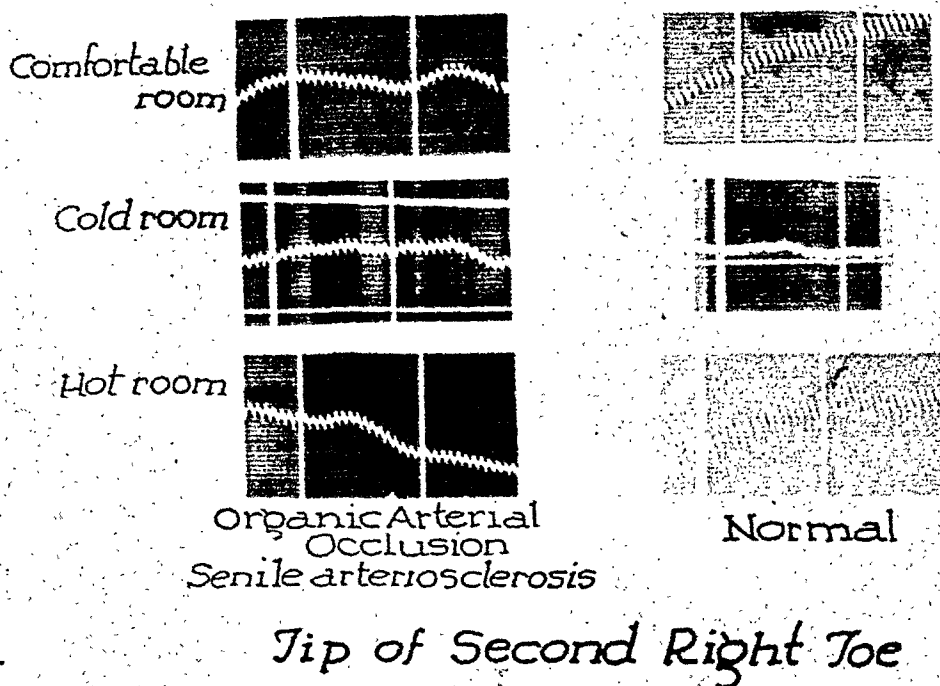 Comfortable
room
Cold room
Hot room
Organic Arterial
Occlusion
Senile arteriosclerosis
Normal
Tip of Second Right Toe